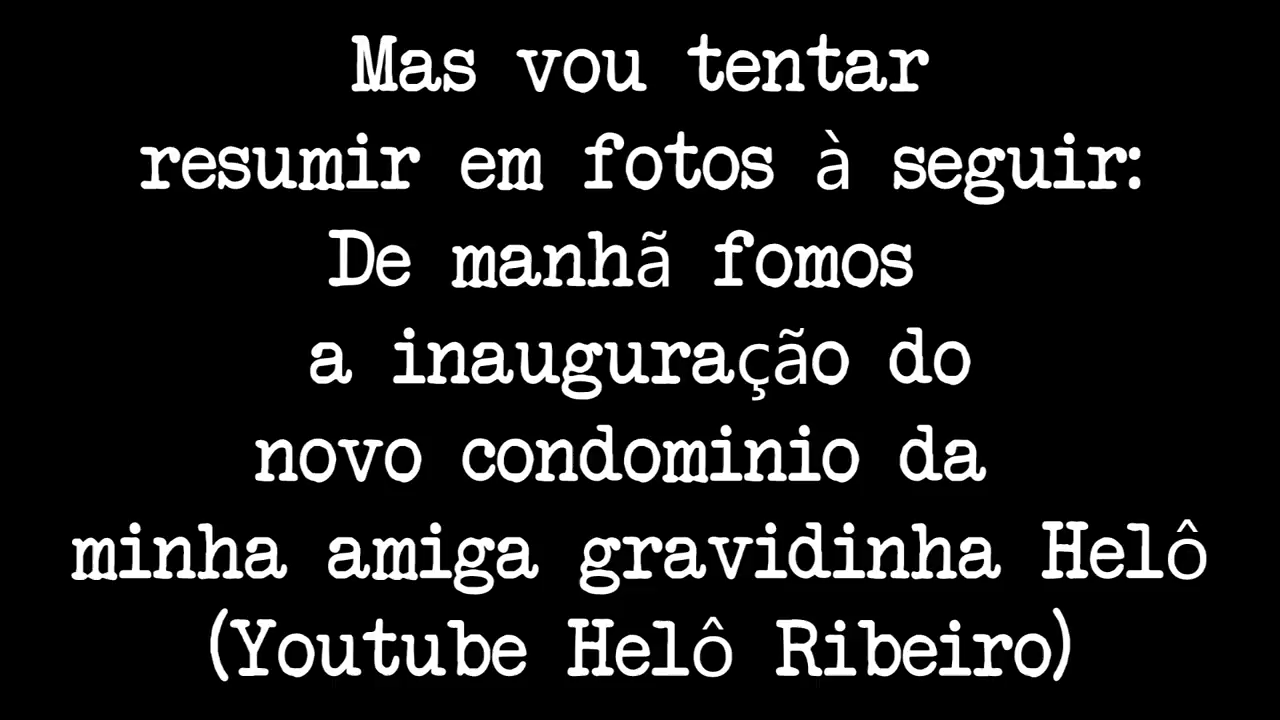 Mas vou tentar
resumir em fotos à seguir:
De manhã fomos
a inauguração do
novo condominio da
minha amiga gravidinha Helô
(Youtube Helô Ribeiro)